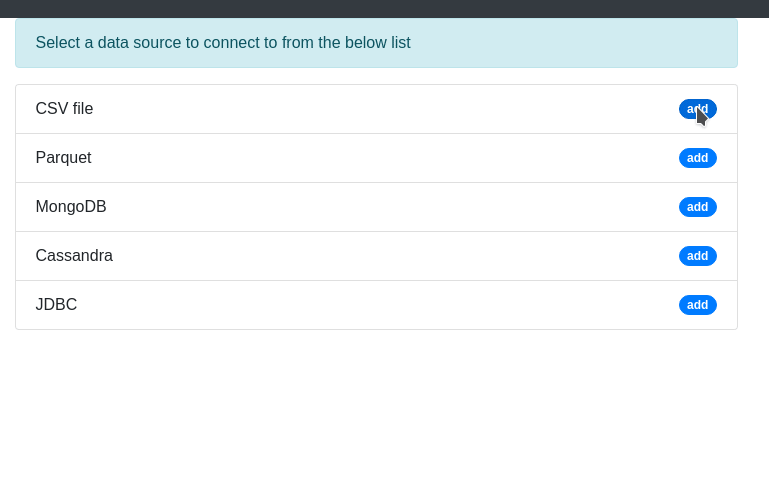 Select a data source to connect to from the below list
CSV file add
Parquet add
MongoDB add
Cassandra add
JDBC add